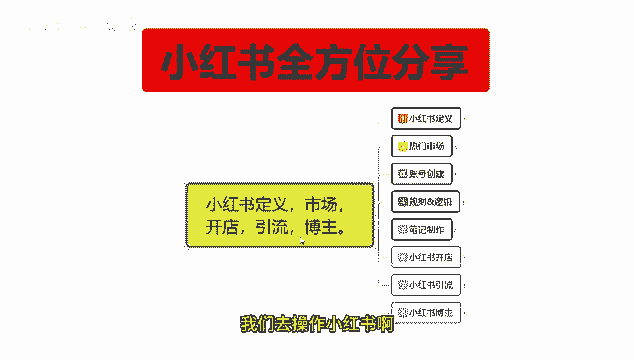 小红书全方位分享
小红书定义
热门市场
账号创建
规则&逻辑
小红书定义，市场，
开店，引流，博主。
笔记制作
小红书开店
小红书引流
小红书博主
我们去操作小红书啊